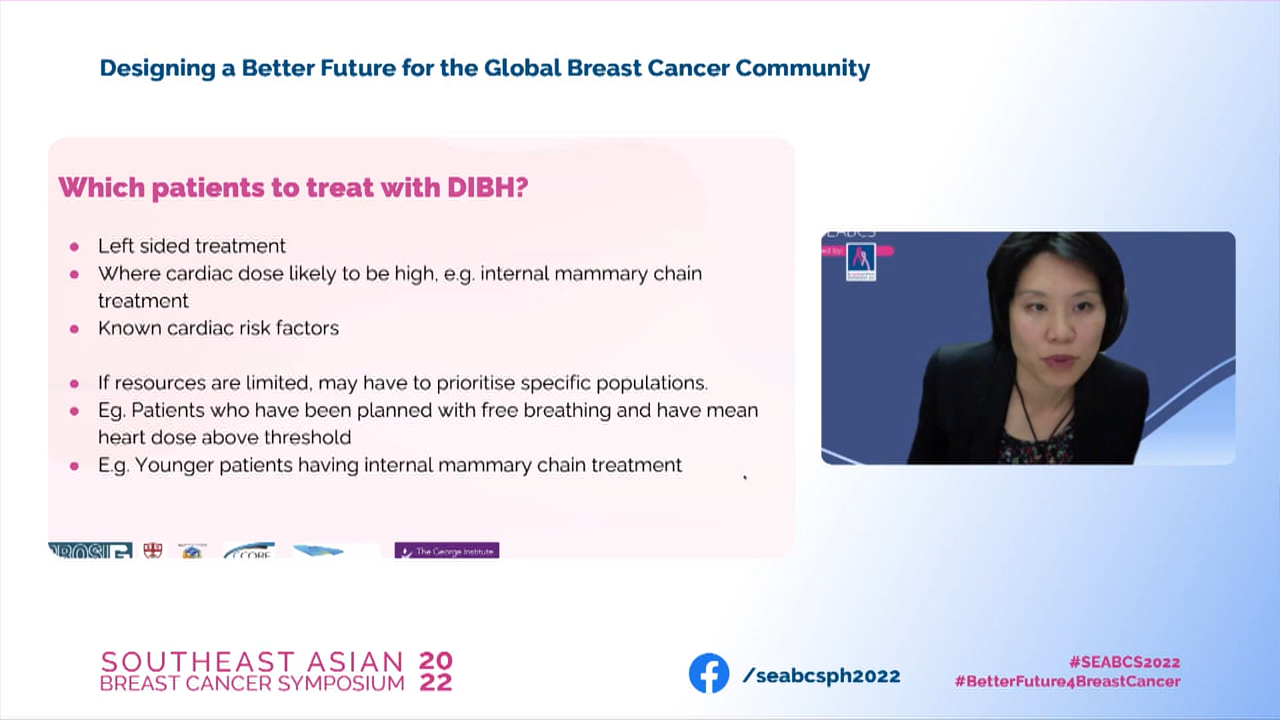 Designing a Better Future for the Global Breast Cancer Community
Which patients to treat with DIBH?
• Left sided treatment
• Where cardiac dose likely to be high, e.g. internal mammary chain
treatment
• Known cardiac risk factors
• If resources are limited, may have to prioritise specific populations.
• Eg. Patients who have been planned with free breathing and have mean
heart dose above threshold
• E.g. Younger patients having internal mammary chain treatment
The George Institute
SEABCS
SOUTHEAST ASIAN 20
BREAST CANCER SYMPOSIUM 22
/seabcsph2022
#SEABCS2022
#BetterFuture4BreastCancer